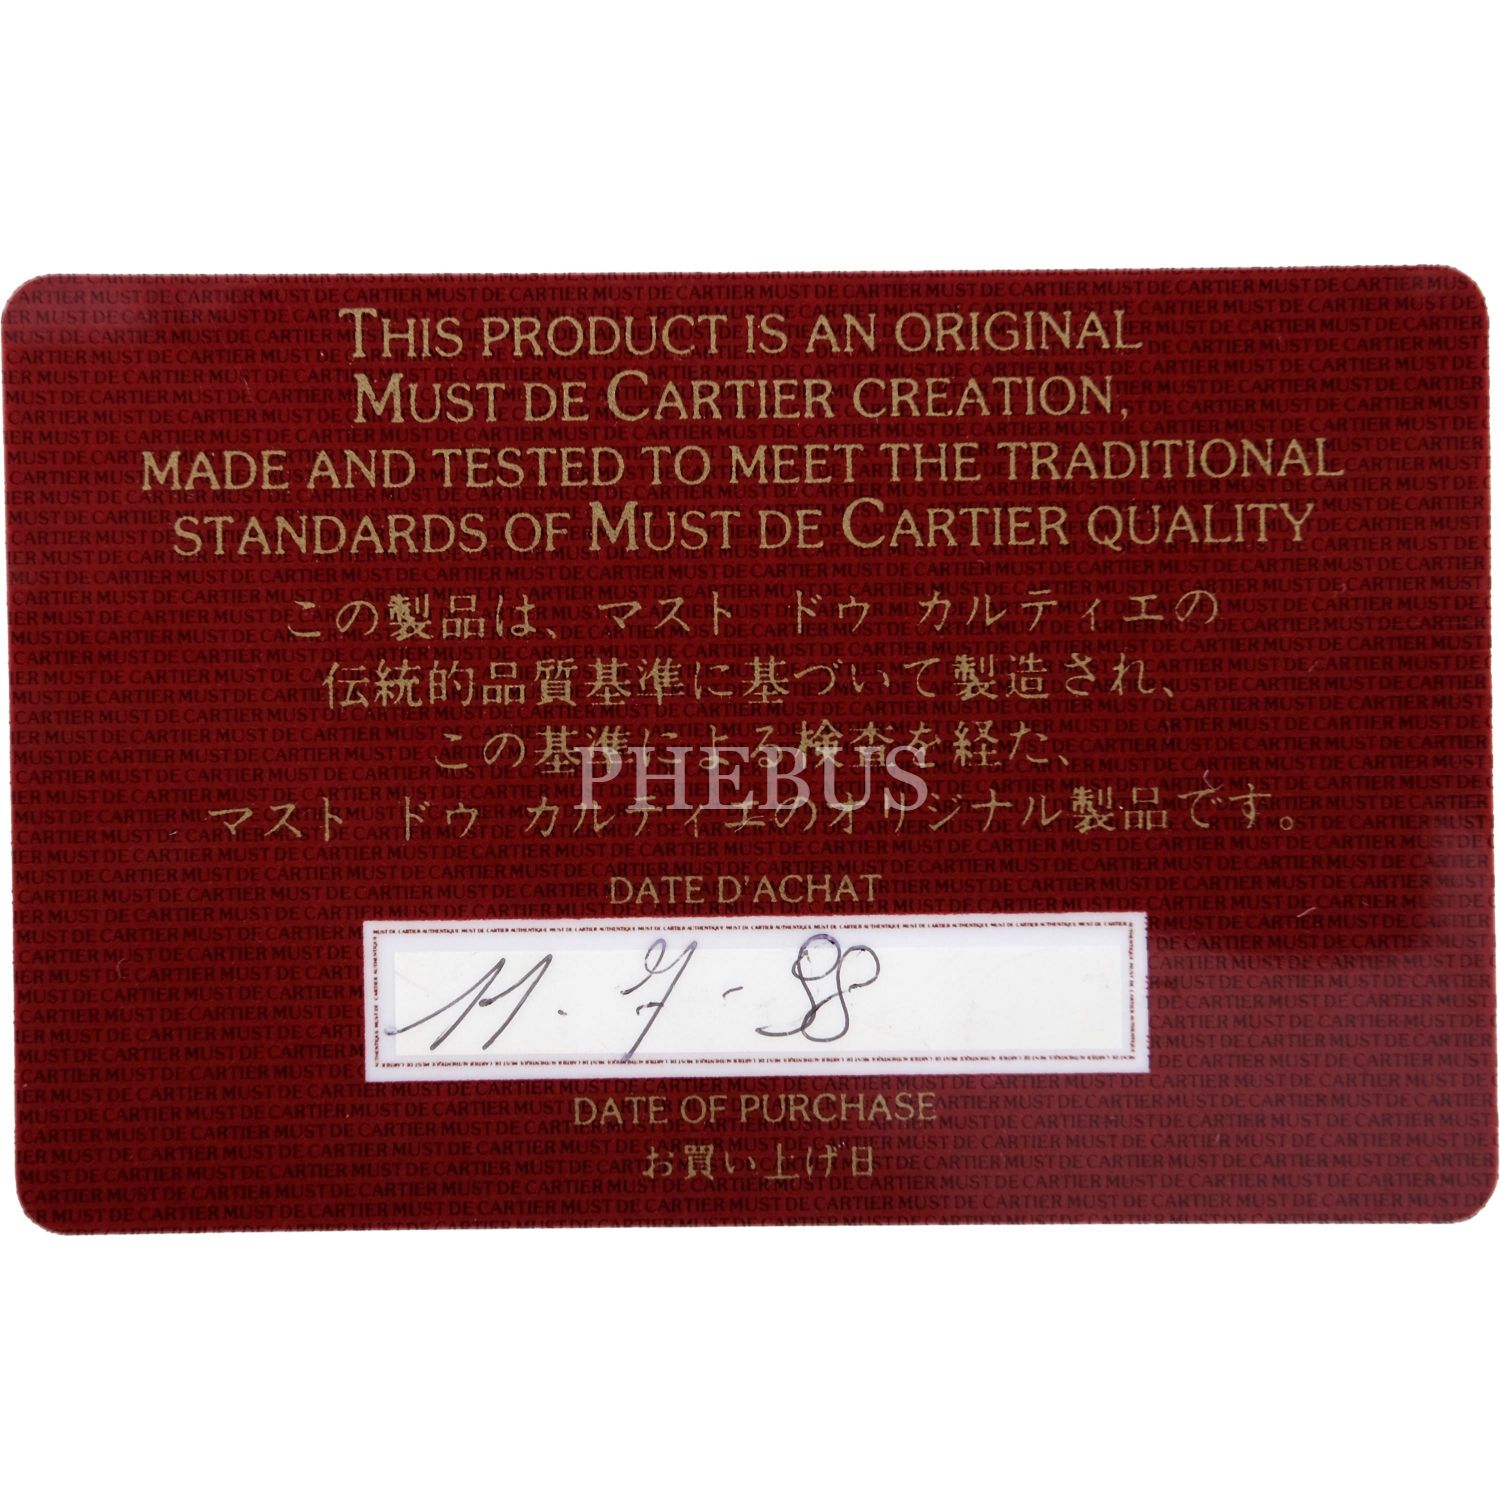 THIS PRODUCT IS AN ORIGINAL
MUST DE CARTIER CREATION,
MADE AND TESTED TO MEET THE TRADITIONAL
STANDARDS OF MUST DE CARTIER QUALITY
この製品は、マスト ドゥ カルティエの
伝統的品質基準に基づいて製造され、
この基準による検査を経た、
PHEBUS
マスト ドゥ カルティエのオリジナル製品です。
DATE D'ACHAT
11.7-88
DATE OF PURCHASE
お買い上げ日